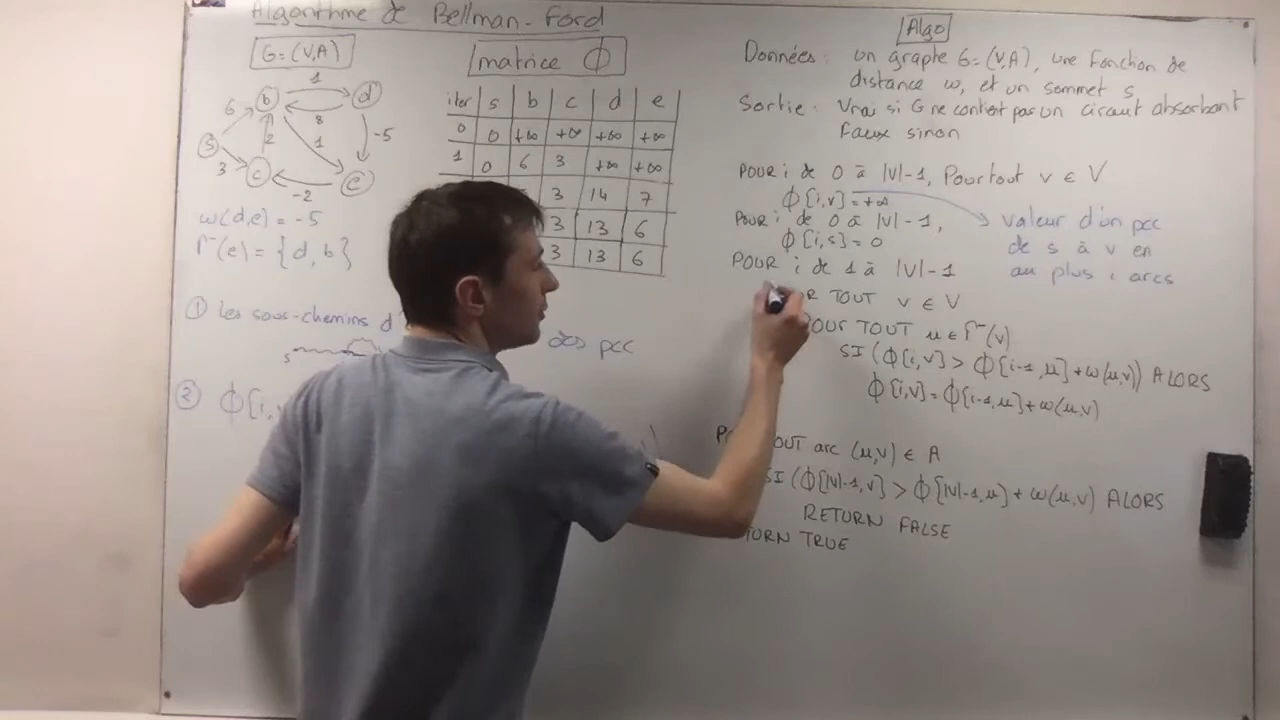 Algorithme de Bellman-Ford
G=(V,A)
6 b 1 d
8
s 2 1 -5
3 c e
-2
w(d,e) = -5
Γ⁻(e) = {d, b}
① Les sous-chemins d
s
des pcc
② ϕ[i,v
matrice ϕ
iter s b c d e
0 0 +∞ +∞ +∞ +∞
1 0 6 3 +∞ +∞
3 14 7
3 13 6
3 13 6
Algo
Données: un graphe G=(V,A), une fonction de
distance w, et un sommet s
Sortie: Vrai si G ne contient pas un circuit absorbant
Faux sinon
POUR i de 0 à |V|-1, Pour tout v ∈ V
ϕ[i,v] = +∞
POUR i de 0 à |V|-1,
ϕ[i,s] = 0
valeur d'un pcc
de s à v en
au plus i arcs
POUR i de 1 à |V|-1
R TOUT v ∈ V
POUR TOUT u ∈ Γ⁻(v)
SI (ϕ[i,v] > ϕ[i-1,u] + w(u,v)) ALORS
ϕ[i,v] = ϕ[i-1,u] + w(u,v)
OUT arc (u,v) ∈ A
SI (ϕ[|V|-1,v] > ϕ[|V|-1,u] + w(u,v) ALORS
RETURN FALSE
TURN TRUE